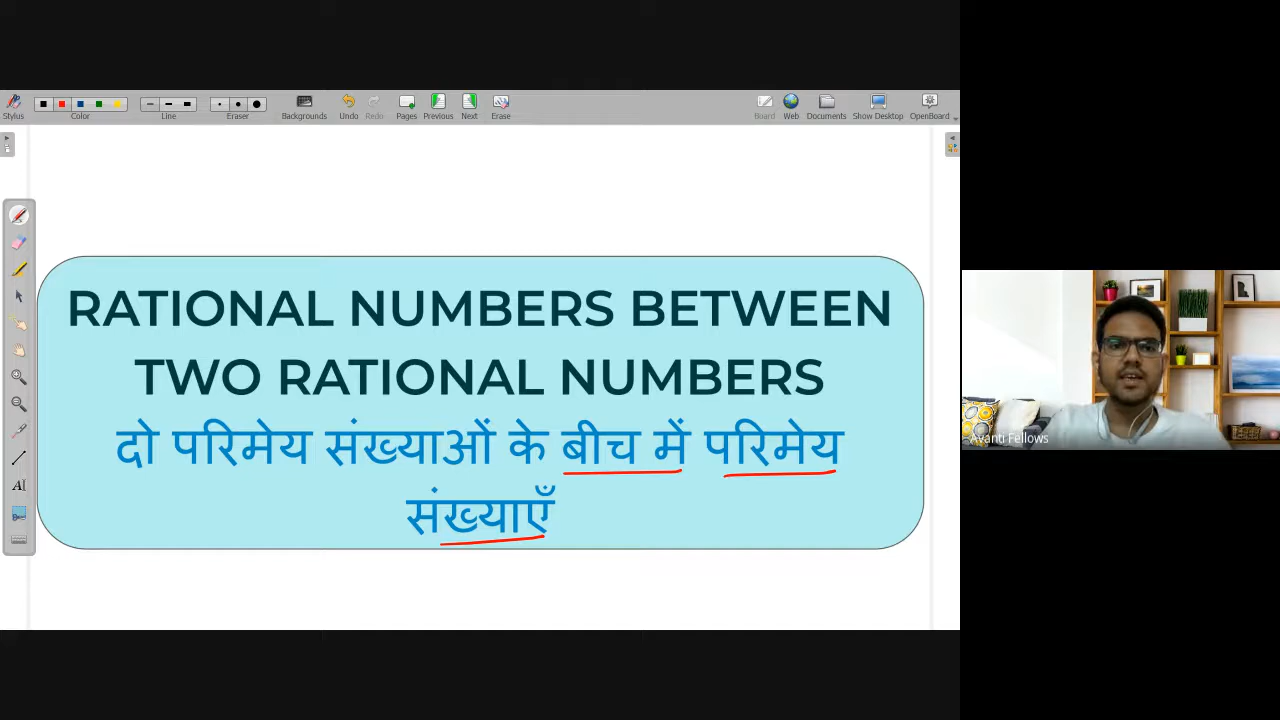 Stylus Color Line Eraser Backgrounds Undo Redo Pages Previous Next Erase Board Web Documents Show Desktop OpenBoard
RATIONAL NUMBERS BETWEEN
TWO RATIONAL NUMBERS
दो परिमेय संख्याओं के बीच में परिमेय
संख्याएँ
Avanti Fellows